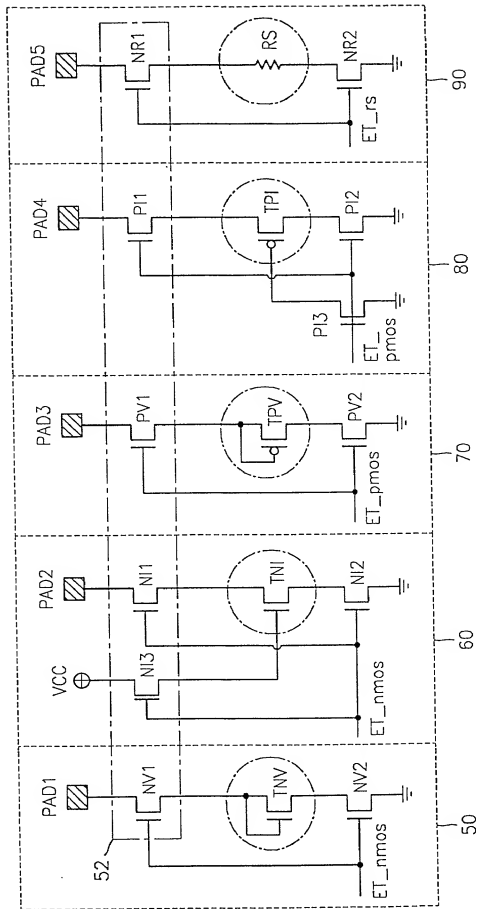 PAD1
NV1
52
TNV
NV2
ET_nmos
50
PAD2
VCC
NI1
NI3
TNI
NI2
ET_nmos
60
PAD3
PV1
TPV
PV2
ET_pmos
70
PAD4
PI1
TPI
PI3
PI2
ET_
pmos
80
PAD5
NR1
RS
NR2
ET_rs
90